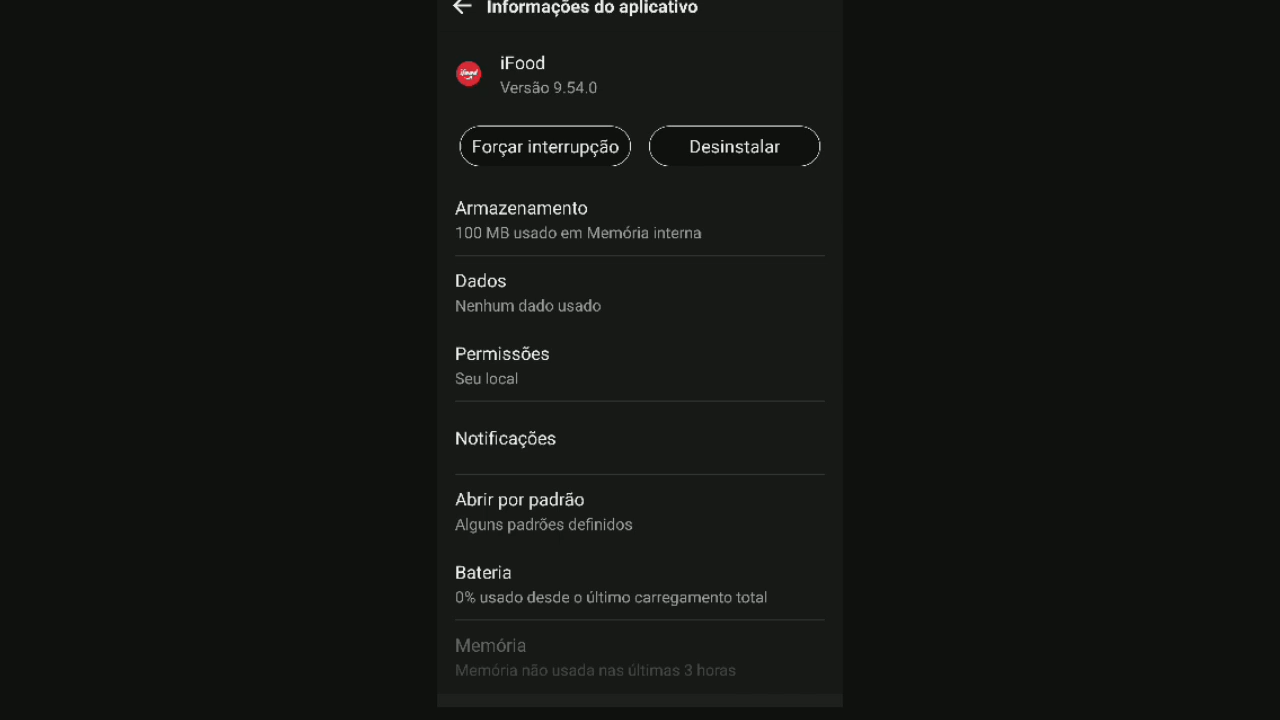 Informações do aplicativo
ifood
iFood
Versão 9.54.0
Forçar interrupção
Desinstalar
Armazenamento
100 MB usado em Memória interna
Dados
Nenhum dado usado
Permissões
Seu local
Notificações
Abrir por padrão
Alguns padrões definidos
Bateria
0% usado desde o último carregamento total
Memória
Memória não usada nas últimas 3 horas